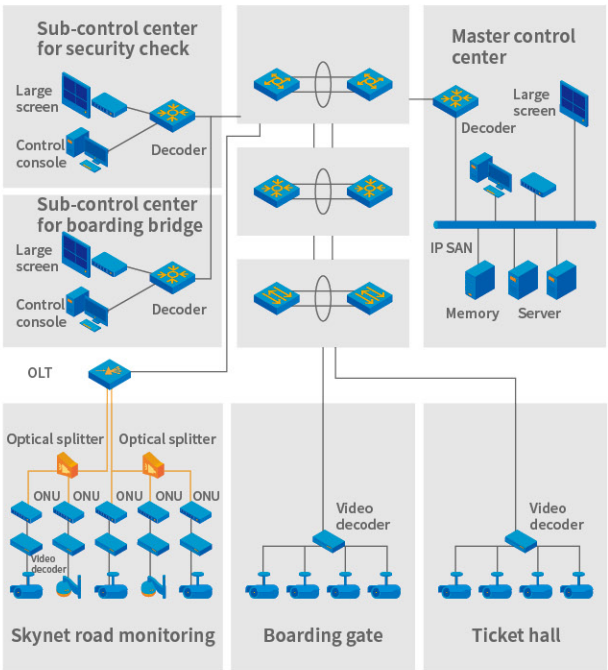 Sub-control center
for security check
Large
screen
Control
console
Decoder
Sub-control center
for boarding bridge
Large
screen
Control
console
Decoder
Master control
center
Large
screen
Decoder
IP SAN
Memory
Server
OLT
Optical splitter
Optical splitter
ONU
ONU
ONU
ONU
ONU
Video
decoder
Skynet road monitoring
Video
decoder
Boarding gate
Video
decoder
Ticket hall